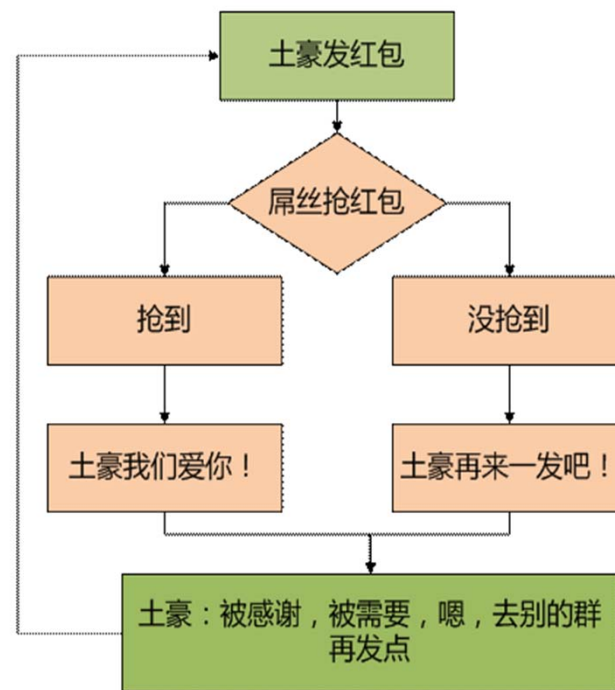 土豪发红包
屌丝抢红包
抢到
没抢到
土豪我们爱你！
土豪再来一发吧！
土豪：被感谢，被需要，嗯，去别的群
再发点